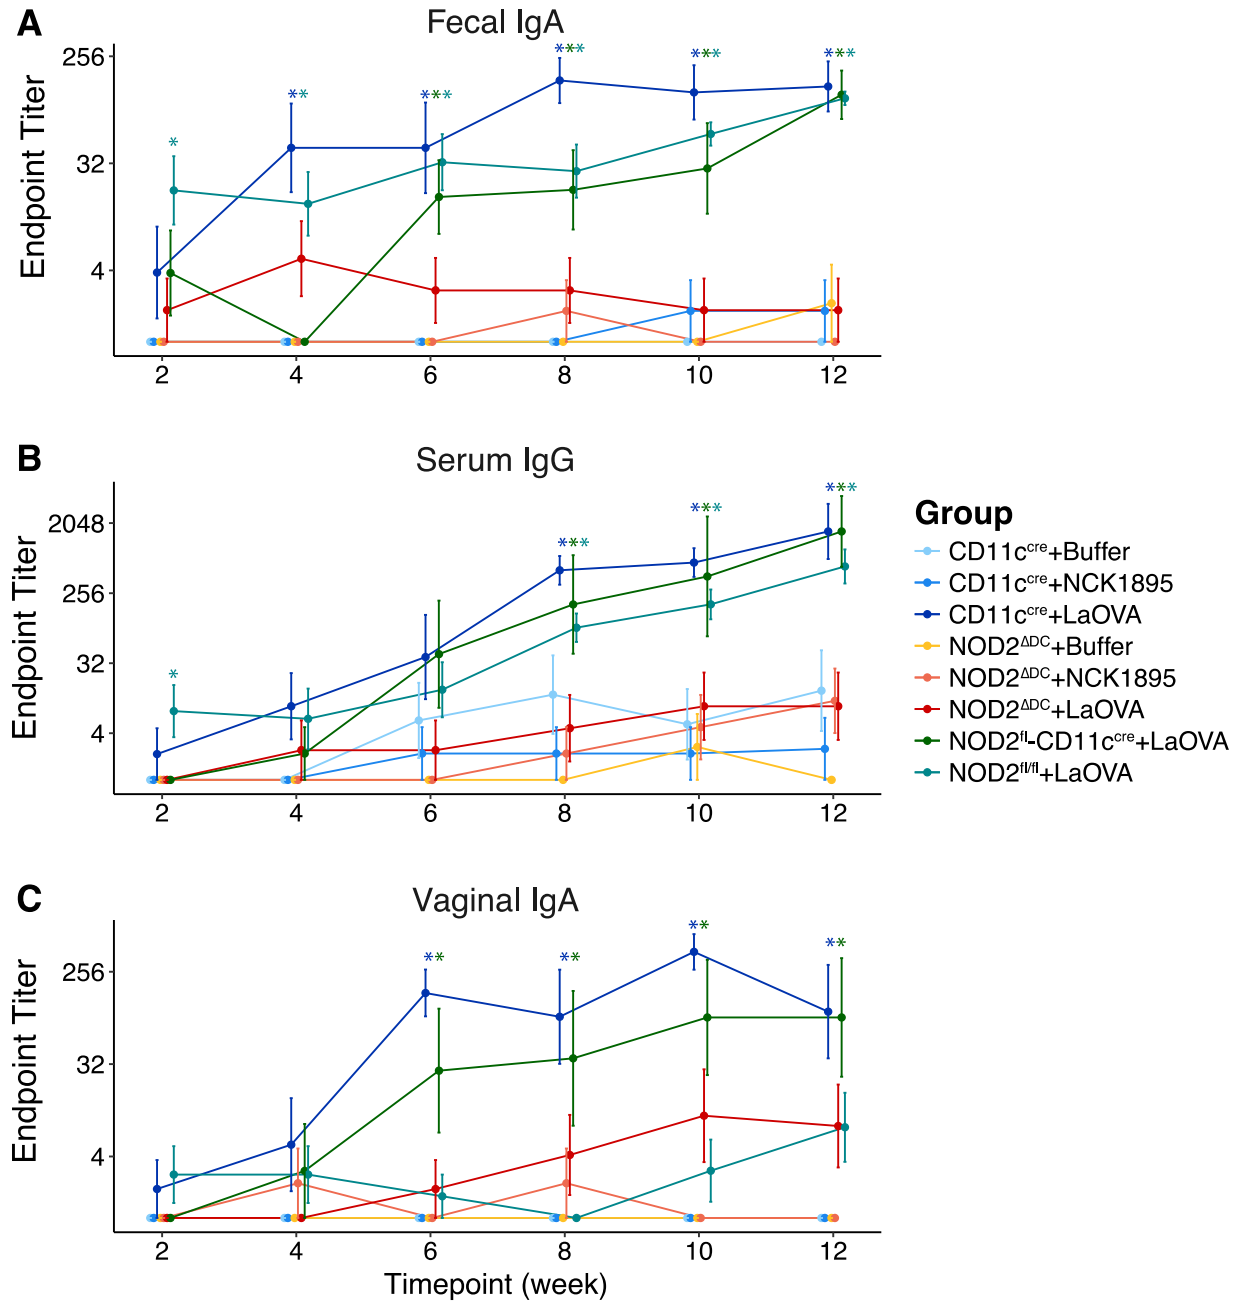 A
Fecal IgA
Endpoint Titer
256
32
4
*
**
***
***
***
***
2 4 6 8 10 12
B
Serum IgG
Endpoint Titer
2048
256
32
4
*
***
***
***
2 4 6 8 10 12
Group
CD11c^cre+Buffer
CD11c^cre+NCK1895
CD11c^cre+LaOVA
NOD2^ΔDC+Buffer
NOD2^ΔDC+NCK1895
NOD2^ΔDC+LaOVA
NOD2^fl-CD11c^cre+LaOVA
NOD2^fl/fl+LaOVA
C
Vaginal IgA
Endpoint Titer
256
32
4
**
**
**
**
2 4 6 8 10 12
Timepoint (week)